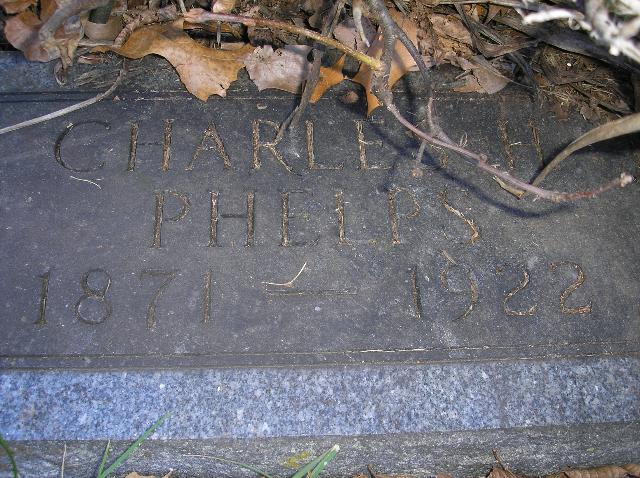 CHARLES H
PHELPS
1871 — 1922